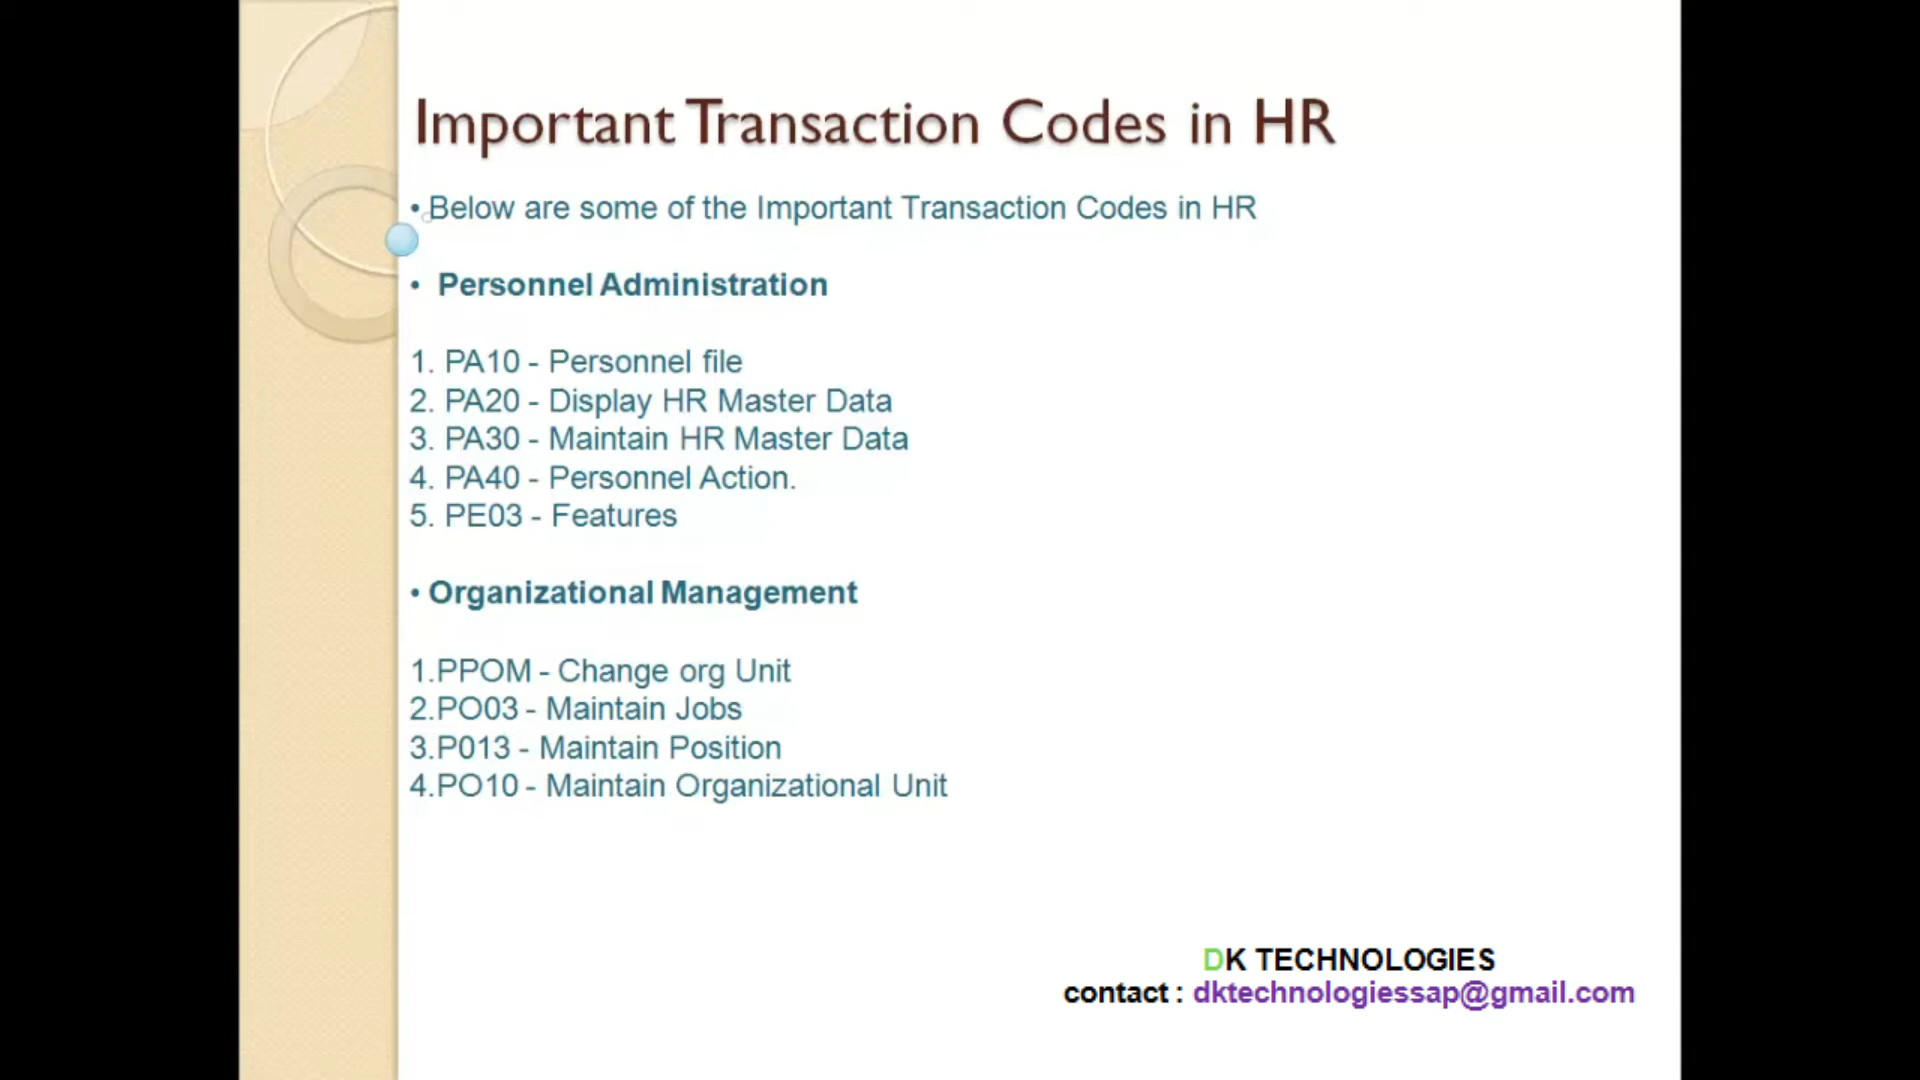 Important Transaction Codes in HR
• Below are some of the Important Transaction Codes in HR
• Personnel Administration
1. PA10 - Personnel file
2. PA20 - Display HR Master Data
3. PA30 - Maintain HR Master Data
4. PA40 - Personnel Action.
5. PE03 - Features
• Organizational Management
1.PPOM - Change org Unit
2.PO03 - Maintain Jobs
3.P013 - Maintain Position
4.PO10 - Maintain Organizational Unit
DK TECHNOLOGIES
contact : dktechnologiessap@gmail.com